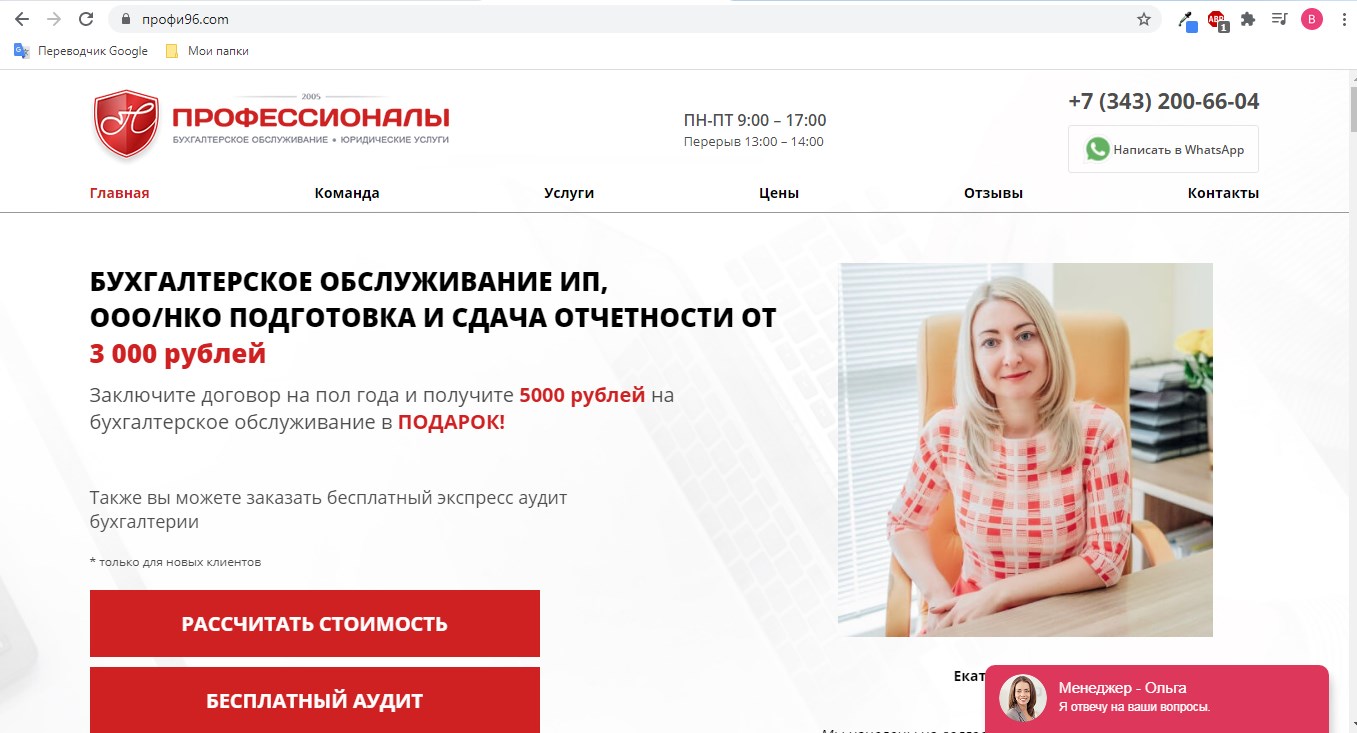 профи96.com
ABP
1
B
Переводчик Google
Мои папки
2005
ПРОФЕССИОНАЛЫ
БУХГАЛТЕРСКОЕ ОБСЛУЖИВАНИЕ • ЮРИДИЧЕСКИЕ УСЛУГИ
ПН-ПТ 9:00 – 17:00
Перерыв 13:00 – 14:00
+7 (343) 200-66-04
Написать в WhatsApp
Главная
Команда
Услуги
Цены
Отзывы
Контакты
БУХГАЛТЕРСКОЕ ОБСЛУЖИВАНИЕ ИП,
ООО/НКО ПОДГОТОВКА И СДАЧА ОТЧЕТНОСТИ ОТ
3 000 рублей
Заключите договор на пол года и получите 5000 рублей на
бухгалтерское обслуживание в ПОДАРОК!
Также вы можете заказать бесплатный экспресс аудит
бухгалтерии
* только для новых клиентов
РАССЧИТАТЬ СТОИМОСТЬ
БЕСПЛАТНЫЙ АУДИТ
Екат
Менеджер - Ольга
Я отвечу на ваши вопросы.